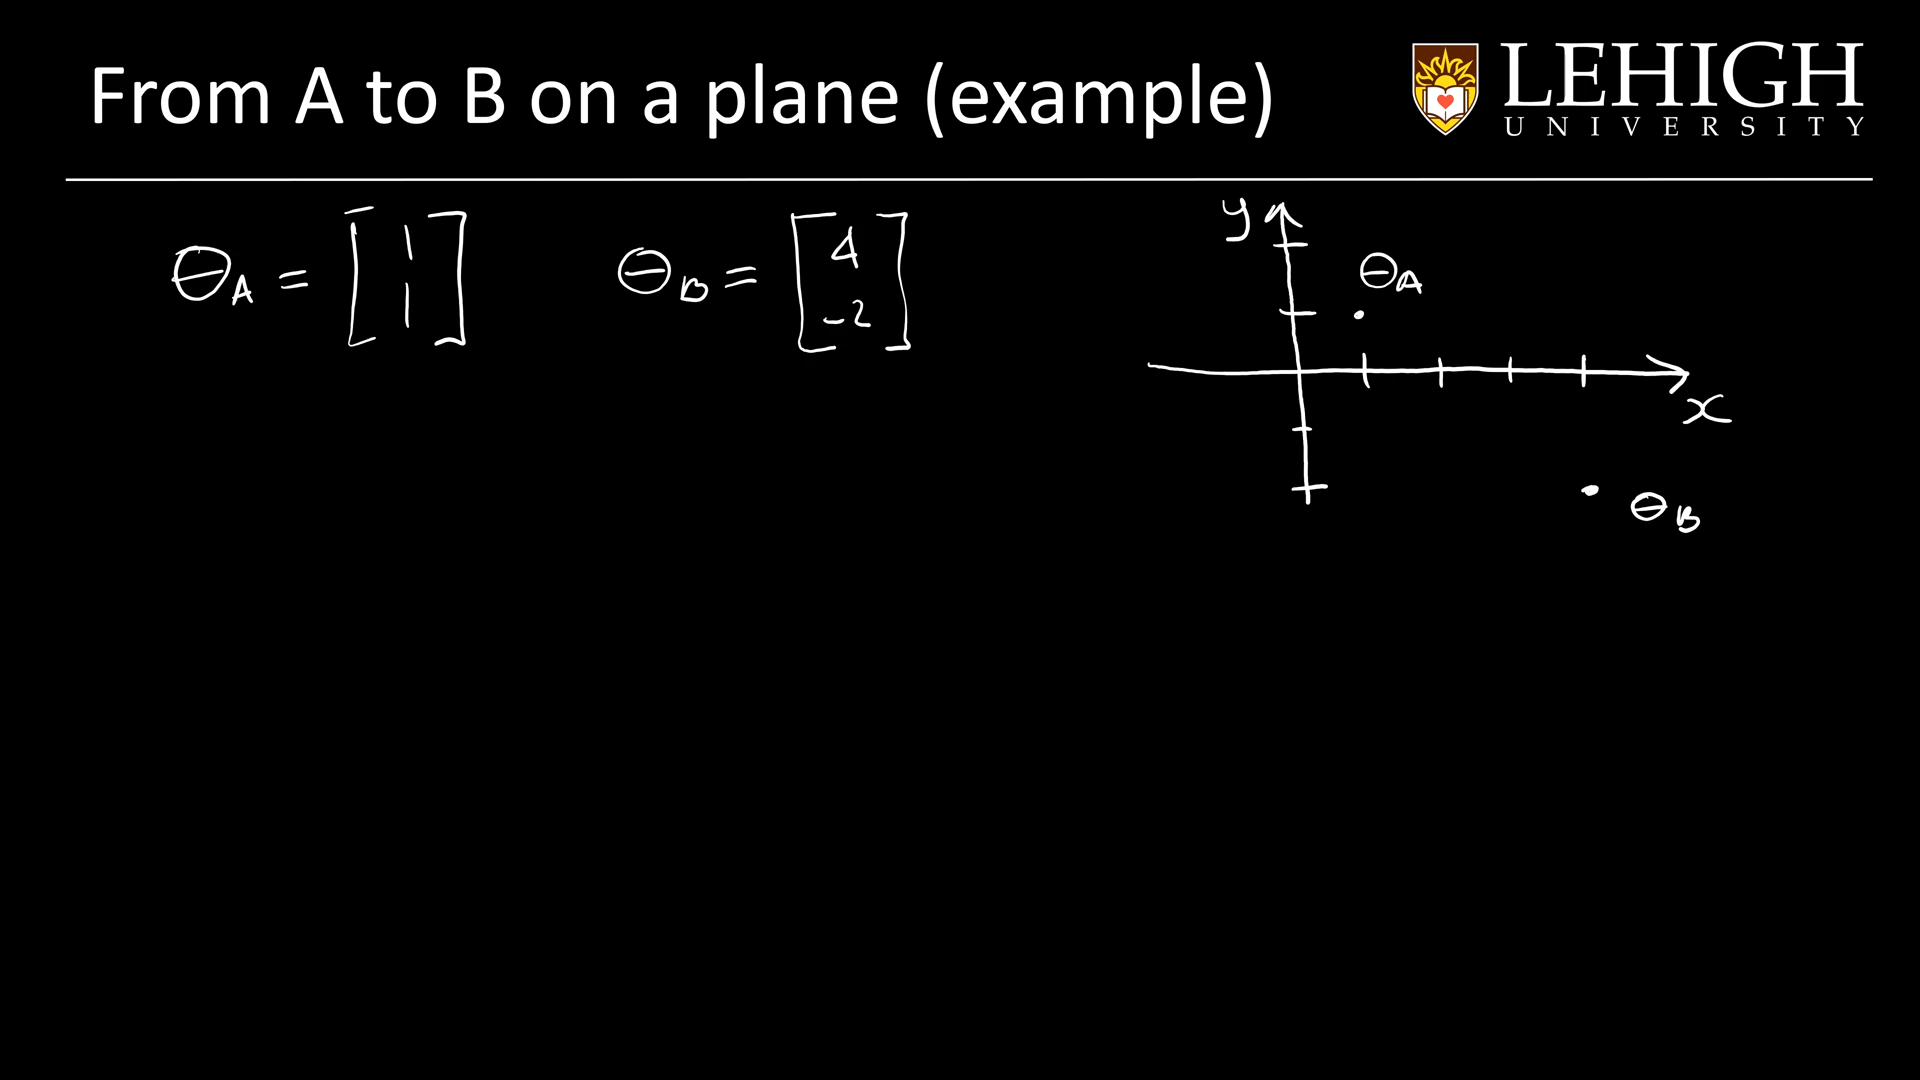 From A to B on a plane (example)
LEHIGH
UNIVERSITY
θA = [1 1]
θB = [4 -2]
y
θA
x
θB